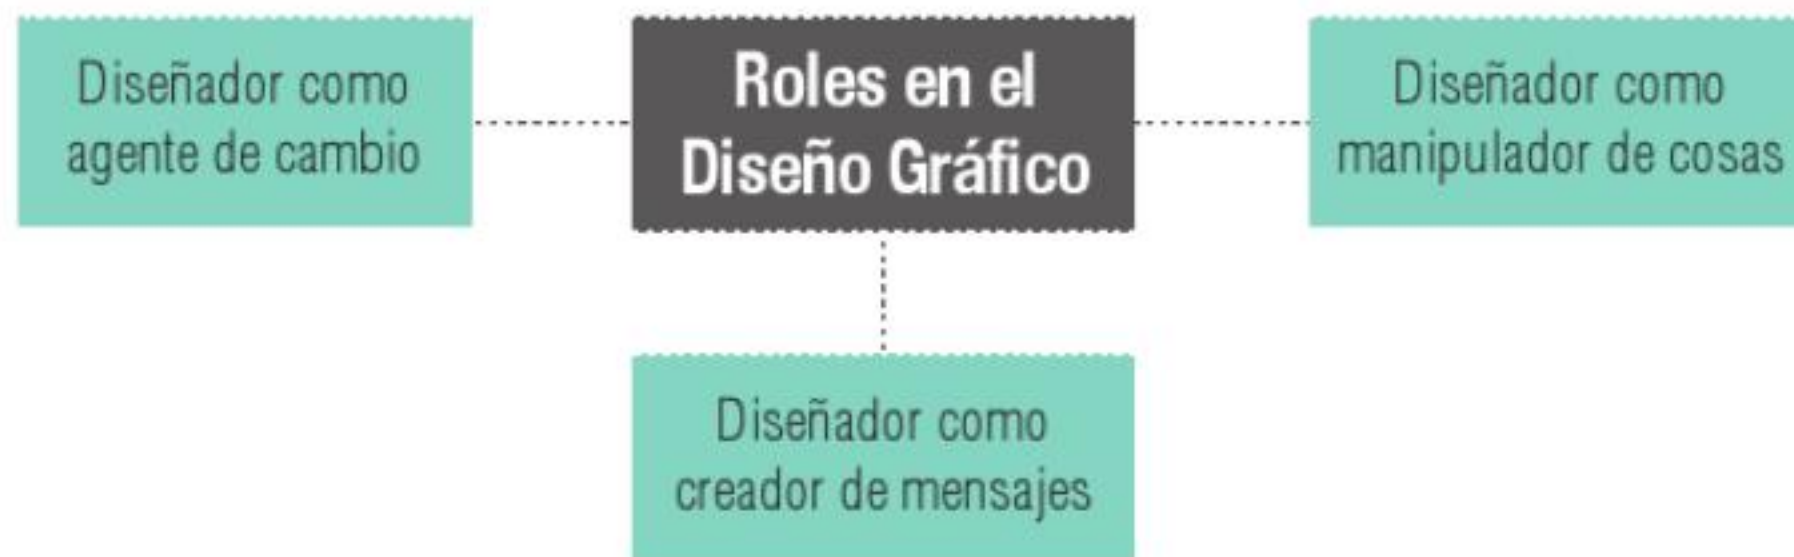 Diseñador como
agente de cambio
Roles en el
Diseño Gráfico
Diseñador como
manipulador de cosas
Diseñador como
creador de mensajes